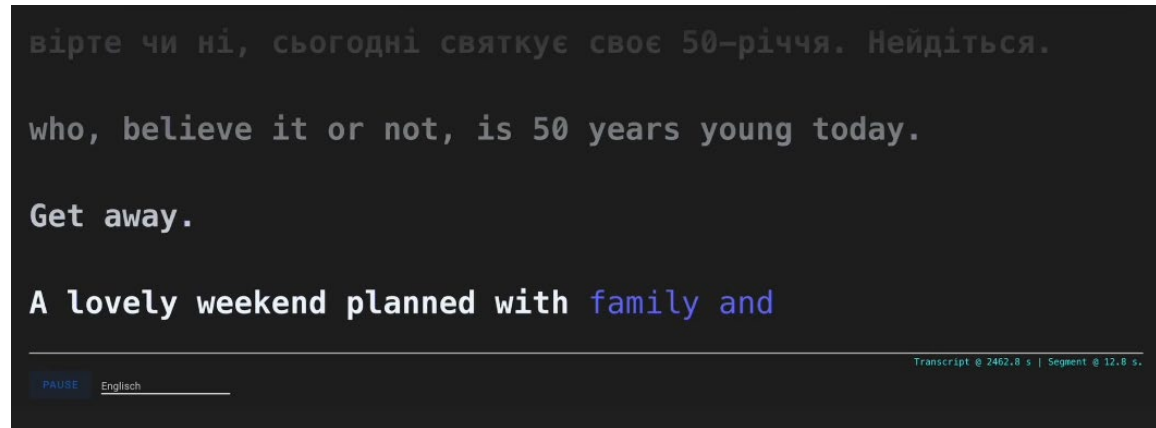 вірте чи ні, сьогодні святкує своє 50-річчя. Нейдіться.
who, believe it or not, is 50 years young today.
Get away.
A lovely weekend planned with family and
Transcript @ 2462.8 s | Segment @ 12.8 s.
PAUSE Englisch